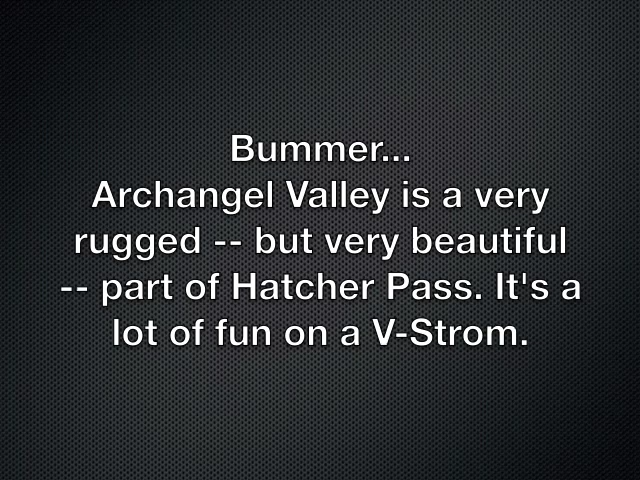 Bummer...
Archangel Valley is a very
rugged -- but very beautiful
-- part of Hatcher Pass. It's a
lot of fun on a V-Strom.